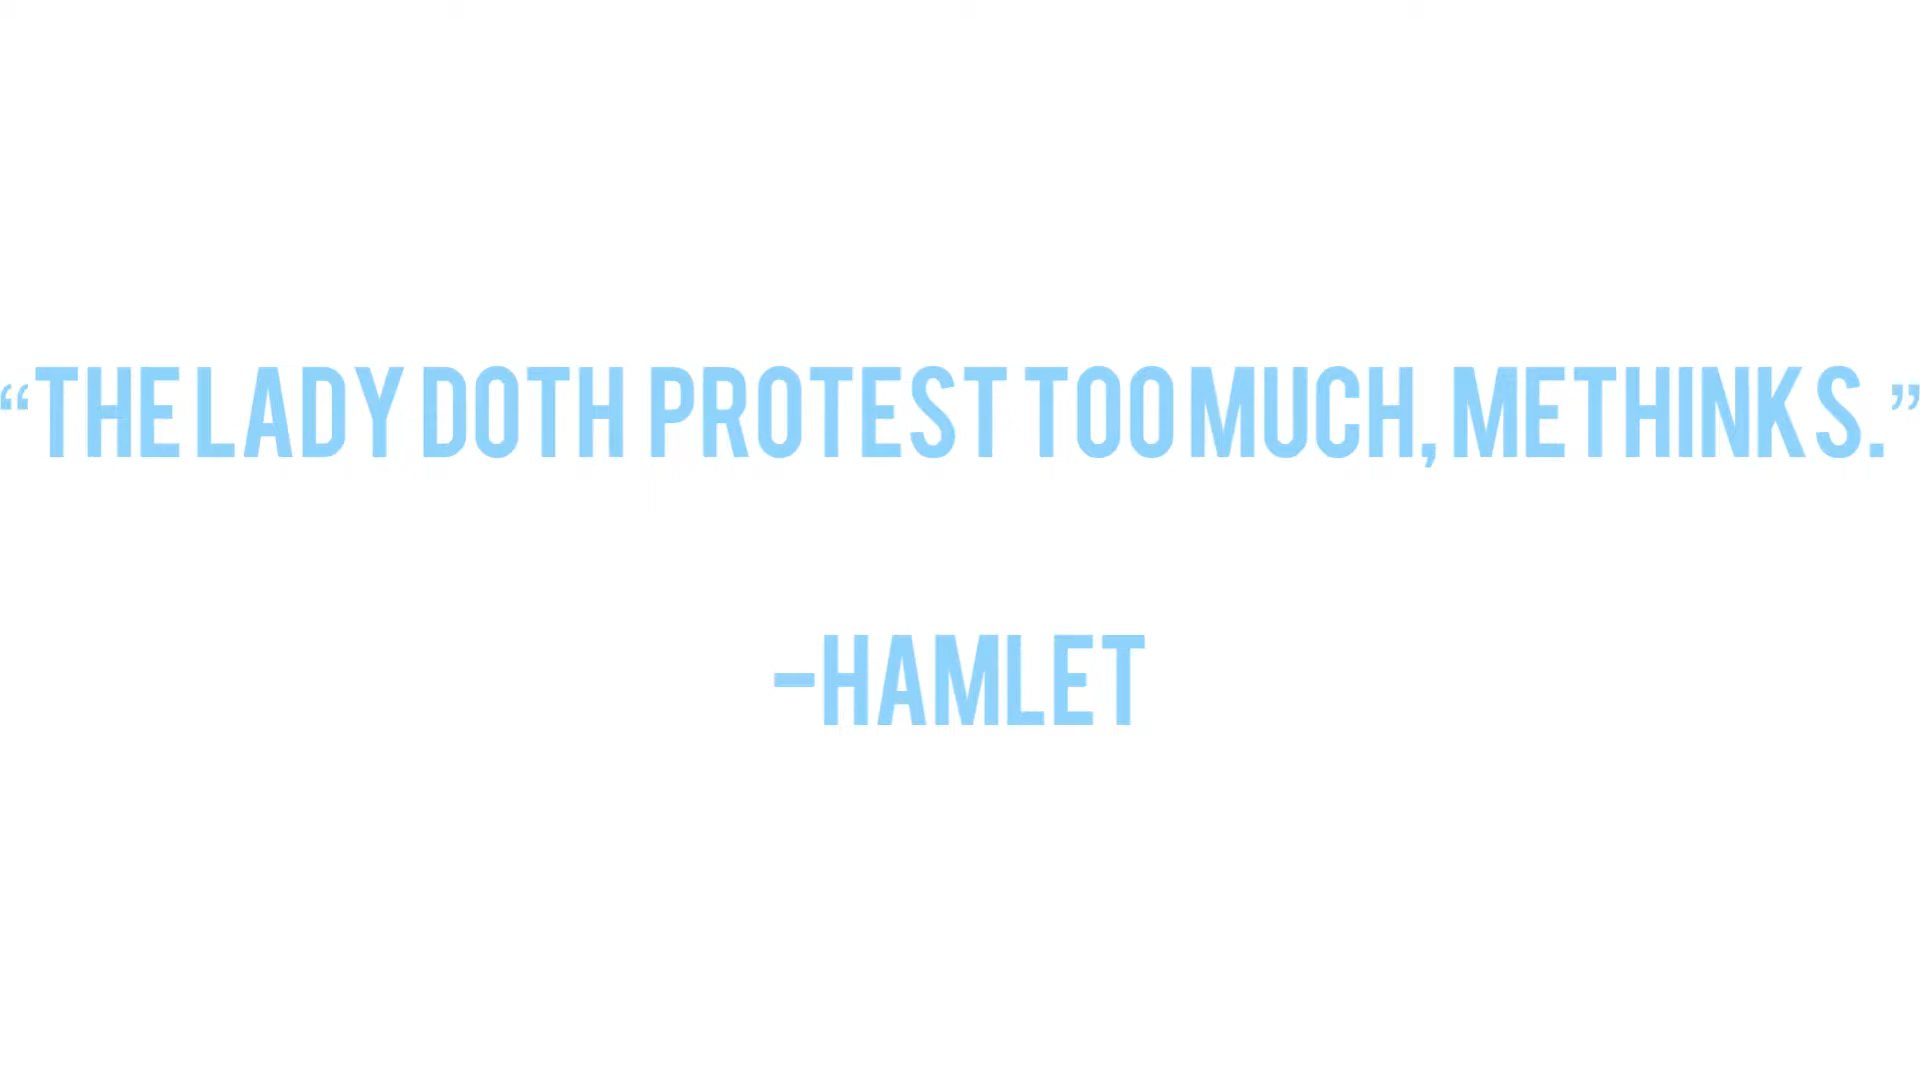 “THE LADY DOTH PROTEST TOO MUCH, METHINKS.”
–HAMLET